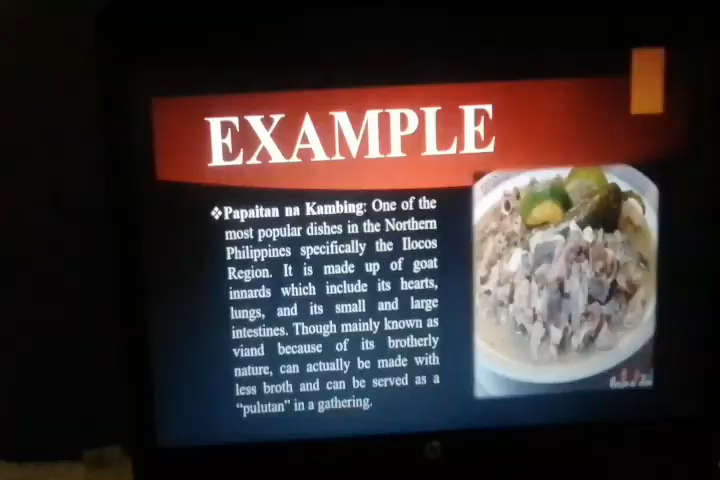 EXAMPLE
❖Papaitan na Kambing: One of the
most popular dishes in the Northern
Philippines specifically the Ilocos
Region. It is made up of goat
innards which include its hearts,
lungs, and its small and large
intestines. Though mainly known as
viand because of its brotherly
nature, can actually be made with
less broth and can be served as a
“pulutan” in a gathering.